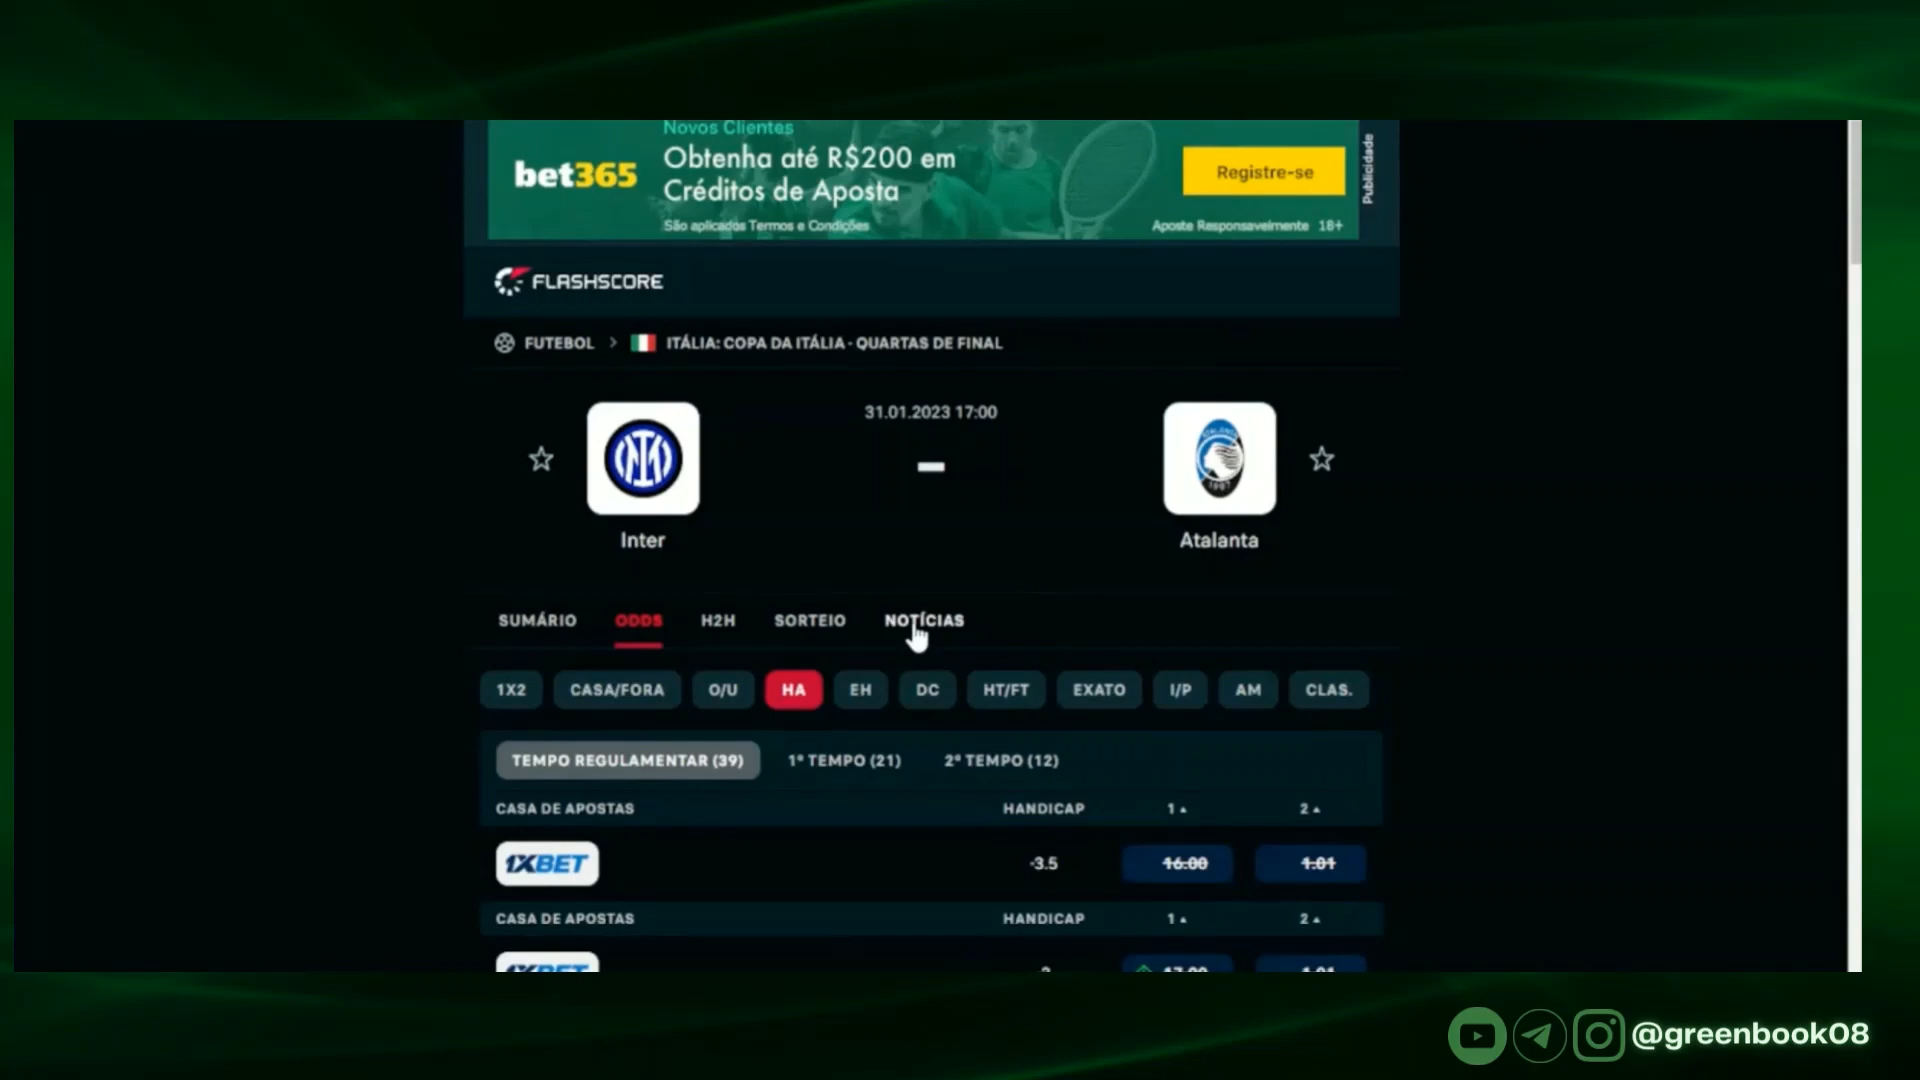 Novos Clientes
bet365
Obtenha até R$200 em
Créditos de Aposta
Registre-se
Publicidade
São aplicados Termos e Condições
Aposte Responsavelmente 18+
FLASHSCORE
FUTEBOL > ITÁLIA: COPA DA ITÁLIA - QUARTAS DE FINAL
31.01.2023 17:00
-
Inter
Atalanta
SUMÁRIO ODDS H2H SORTEIO NOTÍCIAS
1X2 CASA/FORA O/U HA EH DC HT/FT EXATO I/P AM CLAS.
TEMPO REGULAMENTAR (39) 1º TEMPO (21) 2º TEMPO (12)
CASA DE APOSTAS HANDICAP 1 2
1XBET -3.5 16.00 1.01
CASA DE APOSTAS HANDICAP 1 2
1XBET
@greenbook08